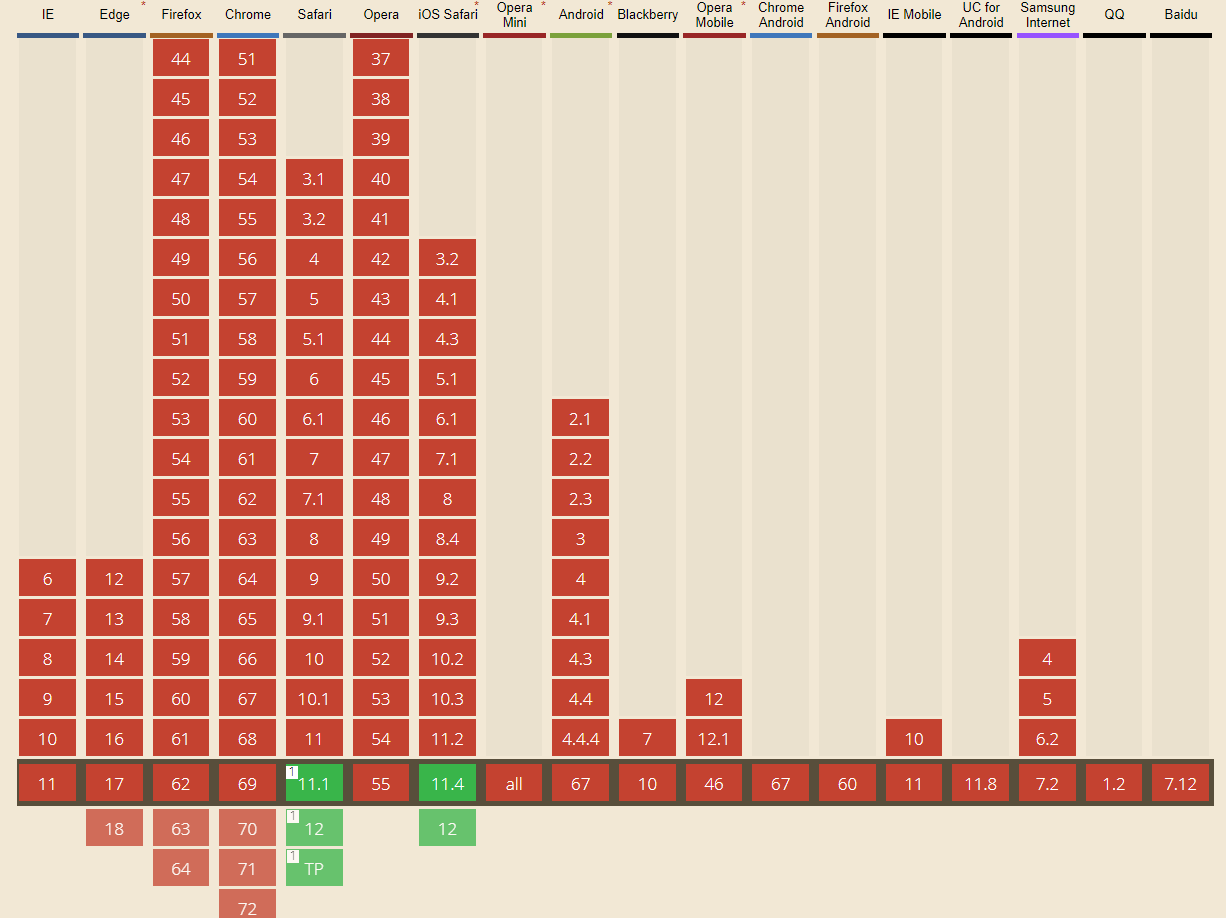 IE Edge * Firefox Chrome Safari Opera iOS Safari * Opera Mini * Android * Blackberry Opera Mobile * Chrome Android Firefox Android IE Mobile UC for Android Samsung Internet QQ Baidu
44 51 37
45 52 38
46 53 39
47 54 3.1 40
48 55 3.2 41
49 56 4 42 3.2
50 57 5 43 4.1
51 58 5.1 44 4.3
52 59 6 45 5.1
53 60 6.1 46 6.1 2.1
54 61 7 47 7.1 2.2
55 62 7.1 48 8 2.3
56 63 8 49 8.4 3
6 12 57 64 9 50 9.2 4
7 13 58 65 9.1 51 9.3 4.1
8 14 59 66 10 52 10.2 4.3 4
9 15 60 67 10.1 53 10.3 4.4 12 5
10 16 61 68 11 54 11.2 4.4.4 7 12.1 10 6.2
11 17 62 69 1 11.1 55 11.4 all 67 10 46 67 60 11 11.8 7.2 1.2 7.12
18 63 70 1 12 12
64 71 1 TP
72